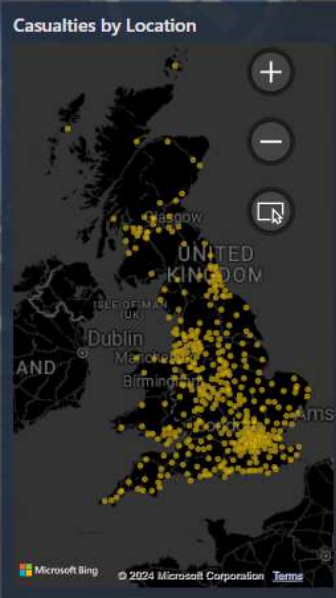 Casualties by Location
Glasgow
UNITED
KINGDOM
ISLE OF MAN
(UK)
Dublin
Manchester
AND
Birmingham
Ams
Microsoft Bing
© 2024 Microsoft Corporation Terms